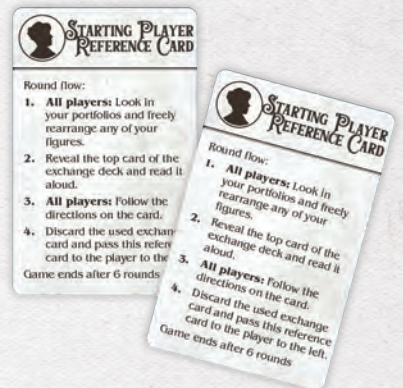 STARTING PLAYER
REFERENCE CARD
Round flow:
1. All players: Look in
your portfolios and freely
rearrange any of your
figures.
2. Reveal the top card of the
exchange deck and read it
aloud.
3. All players: Follow the
directions on the card.
4. Discard the used exchan
card and pass this refere
card to the player to the
Game ends after 6 rounds
STARTING PLAYER
REFERENCE CARD
Round flow:
1. All players: Look in
your portfolios and freely
rearrange any of your
figures.
2. Reveal the top card of the
exchange deck and read it
aloud.
3. All players: Follow the
directions on the card.
4. Discard the used exchange
card and pass this reference
card to the player to the left.
Game ends after 6 rounds